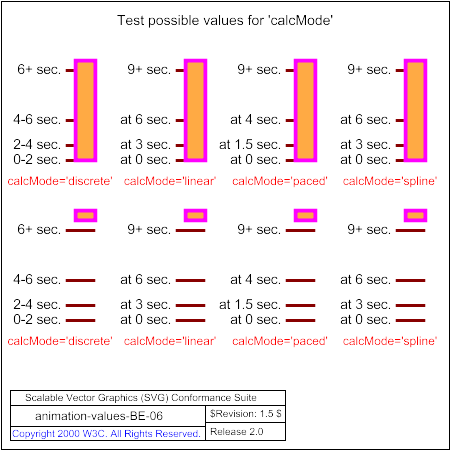 Test possible values for 'calcMode'
6+ sec. 9+ sec. 9+ sec. 9+ sec.
4-6 sec. at 6 sec. at 4 sec. at 6 sec.
2-4 sec. at 3 sec. at 1.5 sec. at 3 sec.
0-2 sec. at 0 sec. at 0 sec. at 0 sec.
calcMode='discrete' calcMode='linear' calcMode='paced' calcMode='spline'
6+ sec. 9+ sec. 9+ sec. 9+ sec.
4-6 sec. at 6 sec. at 4 sec. at 6 sec.
2-4 sec. at 3 sec. at 1.5 sec. at 3 sec.
0-2 sec. at 0 sec. at 0 sec. at 0 sec.
calcMode='discrete' calcMode='linear' calcMode='paced' calcMode='spline'
Scalable Vector Graphics (SVG) Conformance Suite
animation-values-BE-06
$Revision: 1.5 $
Copyright 2000 W3C. All Rights Reserved.
Release 2.0